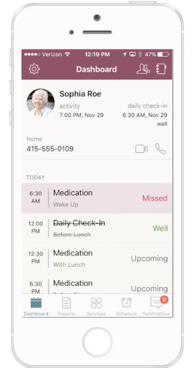 Verizon 12:19 PM 47%
Dashboard
Sophia Roe
activity daily check-in
7:00 PM, Nov 29 6:30 AM, Nov 29
well
home
415-555-0109
TODAY
6:30 AM Medication Missed
Wake Up
12:00 PM Daily Check-In Well
Before Lunch
12:30 PM Medication Upcoming
With Lunch
6:30 PM Medication Upcoming
Dashboard Reports Services Schedule Notifications